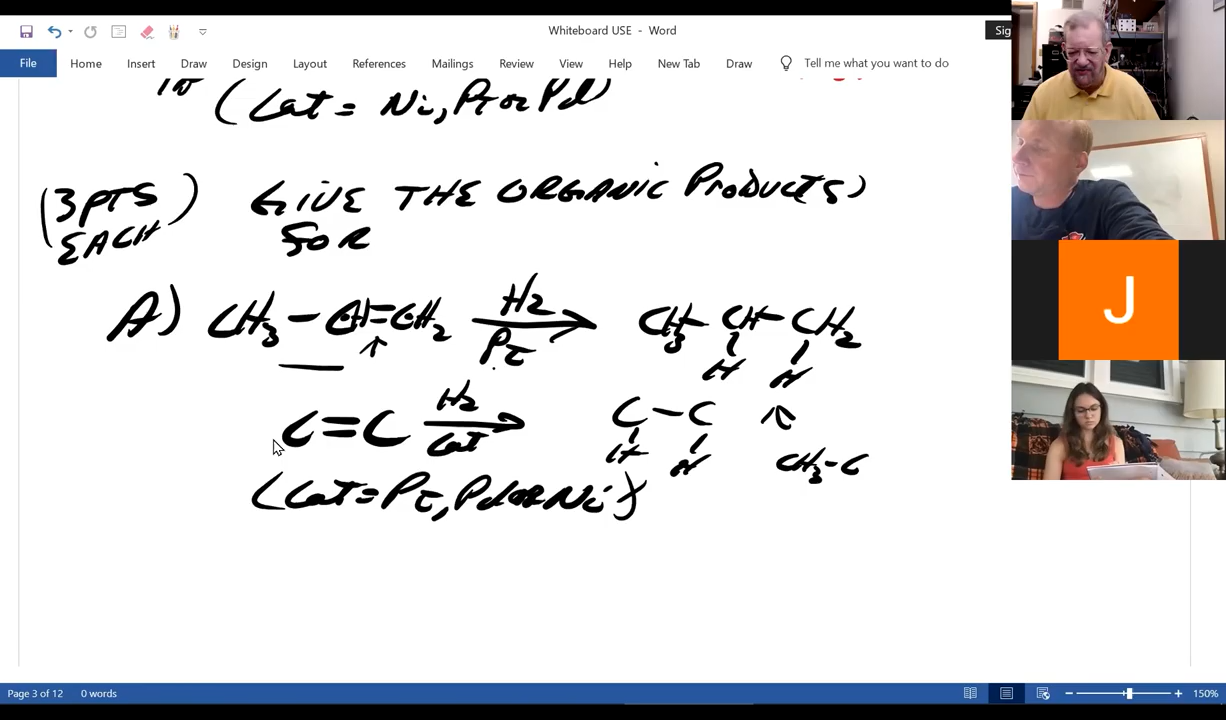 Whiteboard USE - Word
Sig
File Home Insert Draw Design Layout References Mailings Review View Help New Tab Draw Tell me what you want to do
(Cat = Ni, Pt or Pd)
(3 PTS EACH) GIVE THE ORGANIC PRODUCT(S)
FOR
A) CH3-CH=CH2 H2 Pt CH3-CH-CH2
H H
C=C H2 Cat C-C
H H
CH3-C
(Cat = Pt, Pd or Ni)
J
Page 3 of 12 0 words 150%